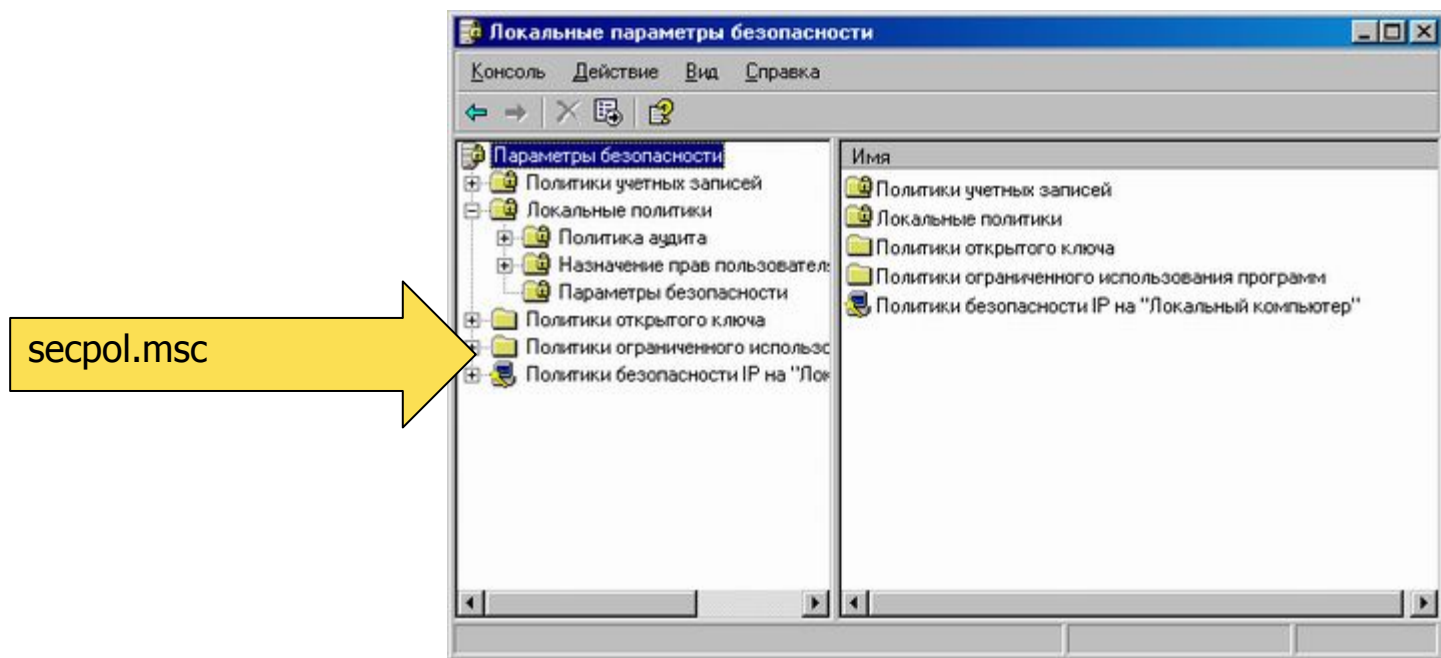 Локальные параметры безопасности
Консоль Действие Вид Справка
Параметры безопасности
Политики учетных записей
Локальные политики
Политика аудита
Назначение прав пользовател
Параметры безопасности
Политики открытого ключа
Политики ограниченного использо
Политики безопасности IP на "Лок
Имя
Политики учетных записей
Локальные политики
Политики открытого ключа
Политики ограниченного использования программ
Политики безопасности IP на "Локальный компьютер"
secpol.msc